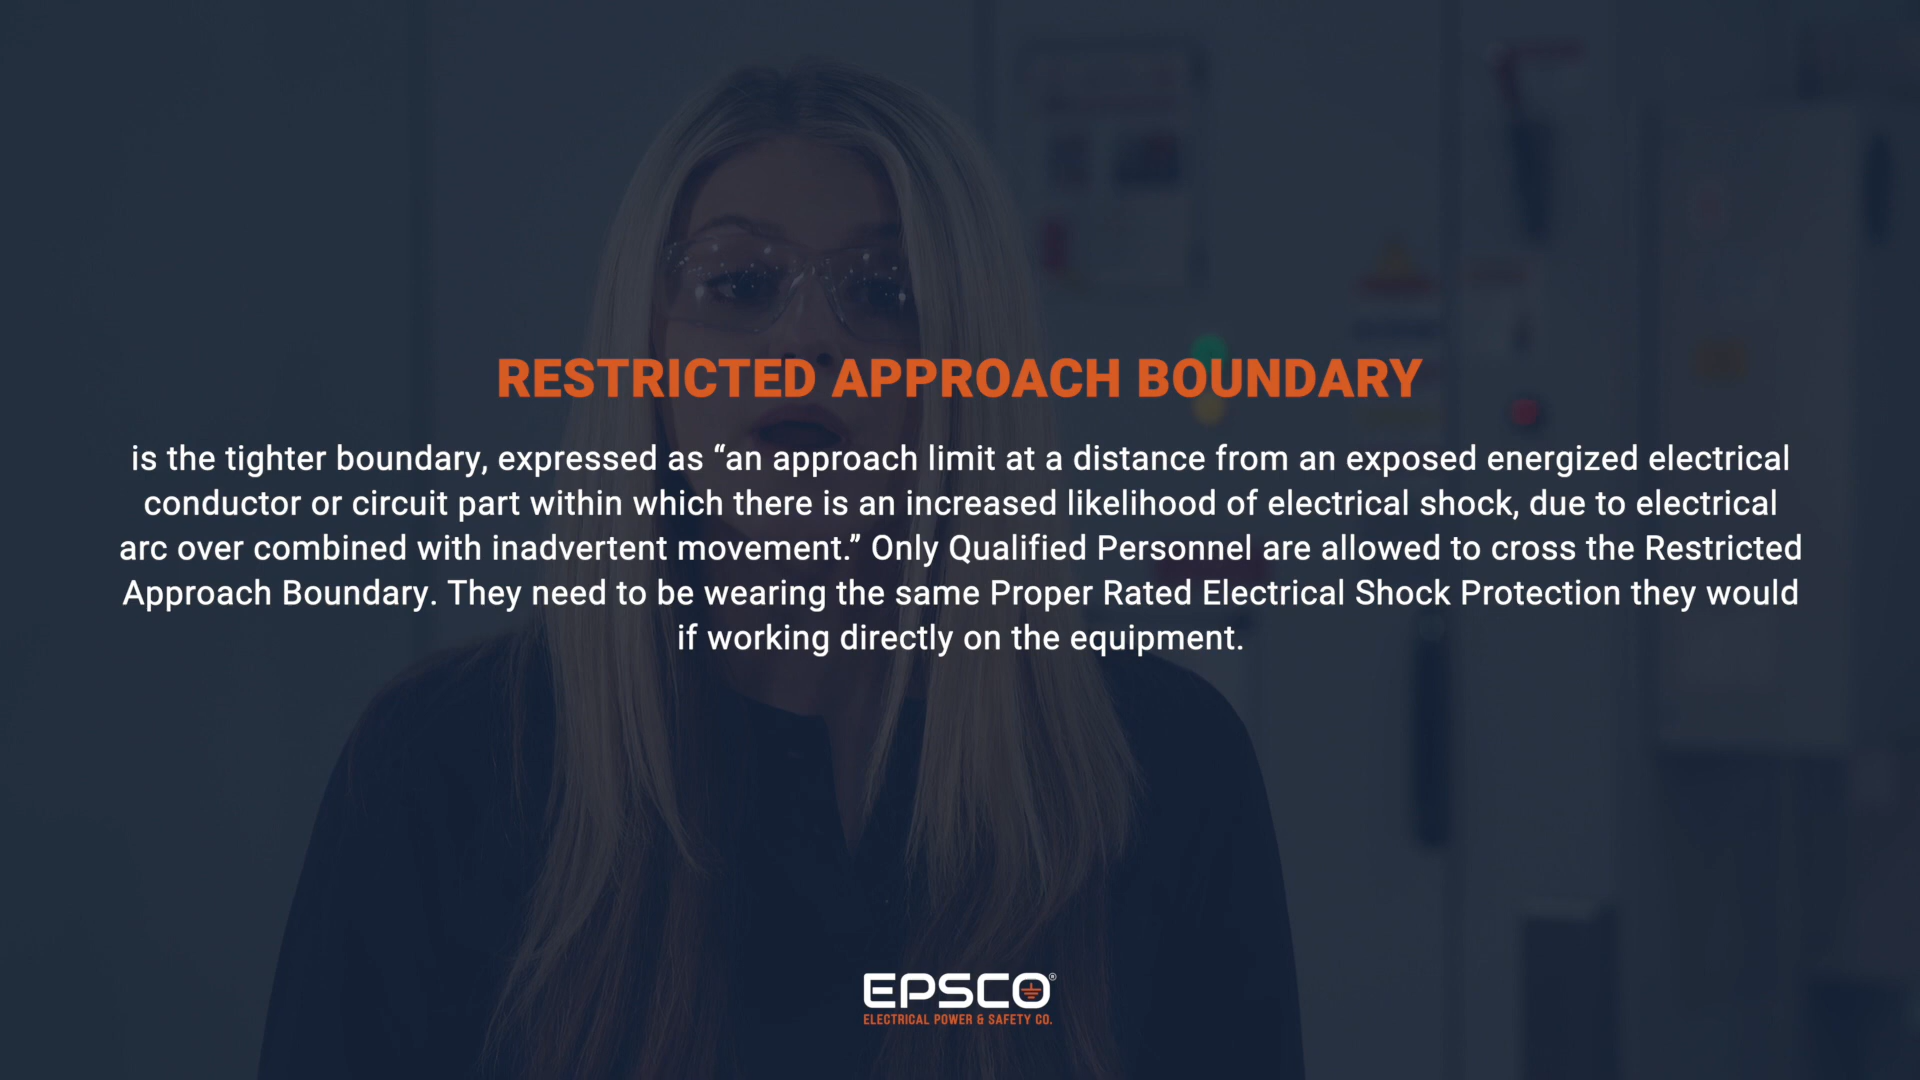 RESTRICTED APPROACH BOUNDARY
is the tighter boundary, expressed as “an approach limit at a distance from an exposed energized electrical
conductor or circuit part within which there is an increased likelihood of electrical shock, due to electrical
arc over combined with inadvertent movement.” Only Qualified Personnel are allowed to cross the Restricted
Approach Boundary. They need to be wearing the same Proper Rated Electrical Shock Protection they would
if working directly on the equipment.
EPSCO®
ELECTRICAL POWER & SAFETY CO.